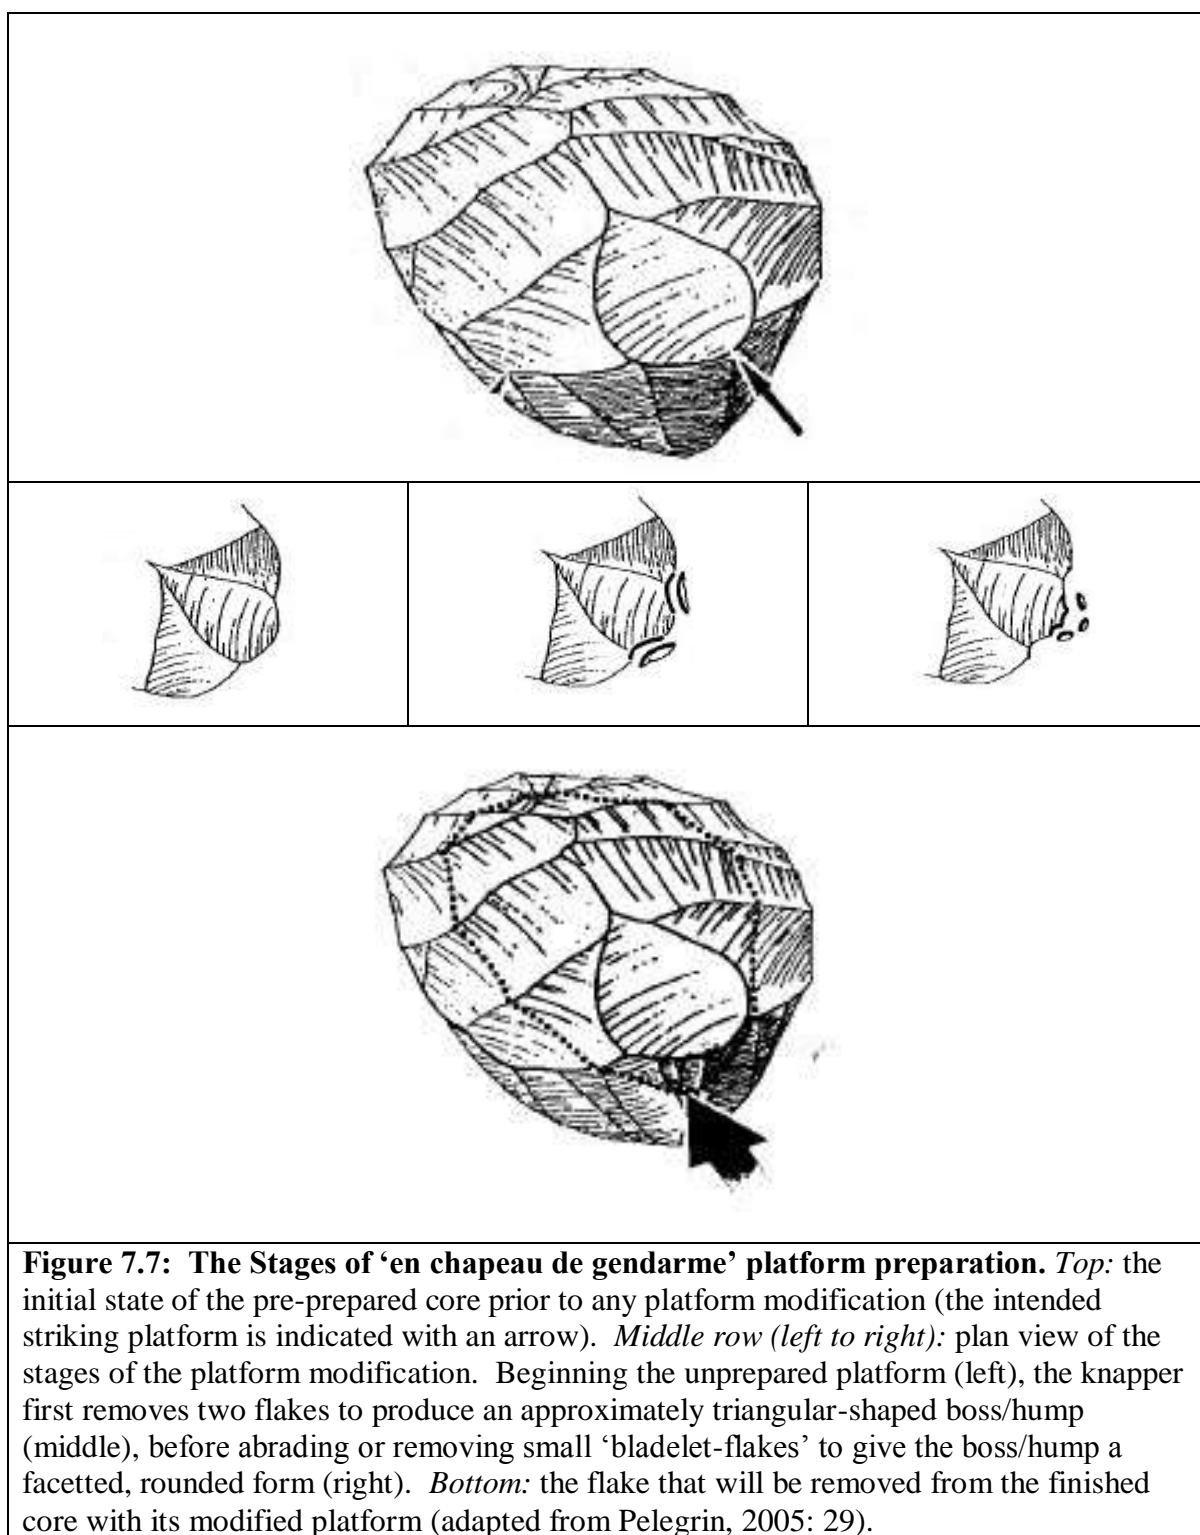 Figure 7.7:  The Stages of ‘en chapeau de gendarme’ platform preparation. Top: the
initial state of the pre-prepared core prior to any platform modification (the intended
striking platform is indicated with an arrow).  Middle row (left to right): plan view of the
stages of the platform modification.  Beginning the unprepared platform (left), the knapper
first removes two flakes to produce an approximately triangular-shaped boss/hump
(middle), before abrading or removing small ‘bladelet-flakes’ to give the boss/hump a
facetted, rounded form (right).  Bottom: the flake that will be removed from the finished
core with its modified platform (adapted from Pelegrin, 2005: 29).